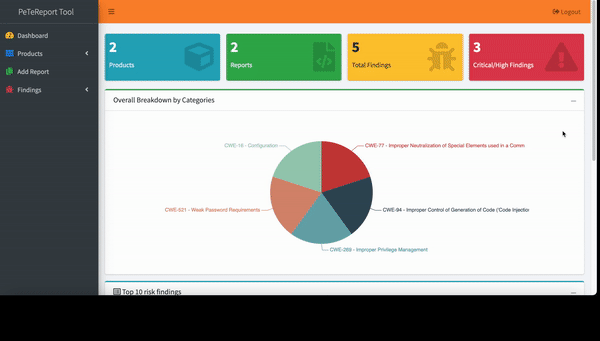 PeTeReport Tool
Logout
Dashboard
Products
Add Report
Findings
2
Products
2
Reports
5
Total Findings
3
Critical/High Findings
Overall Breakdown by Categories
CWE-16 - Configuration
CWE-77 - Improper Neutralization of Special Elements used in a Comm
CWE-521 - Weak Password Requirements
CWE-94 - Improper Control of Generation of Code ('Code Injection
CWE-269 - Improper Privilege Management
Top 10 risk findings